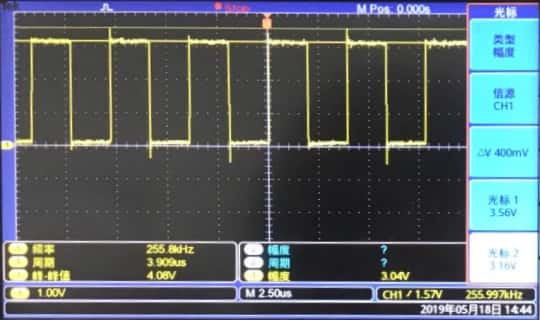 Stop
M Pos: 0.000s
光标
类型
幅度
信源
CH1
△V 400mV
光标 1
3.56V
光标 2
3.16V
频率 255.8kHz
周期 3.909us
峰-峰值 4.08V
幅度 ?
周期 ?
幅度 3.04V
1.00V
M 2.50us
CH1 / 1.57V 255.997kHz
2019年05月18日 14:44